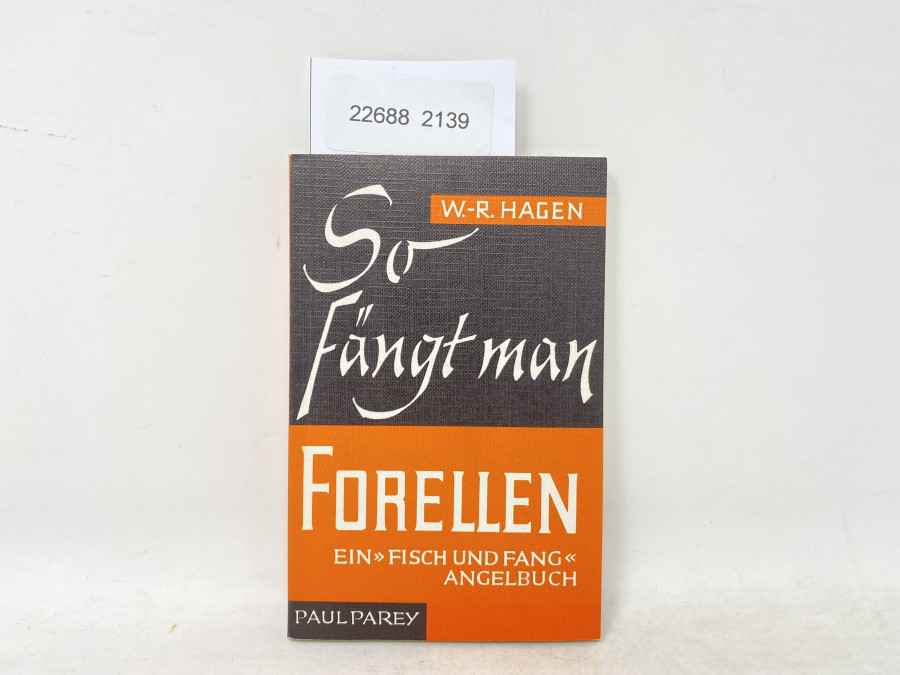 22688 2139
W.-R. HAGEN
So
fängt man
FORELLEN
EIN» FISCH UND FANG«
ANGELBUCH
PAUL PAREY